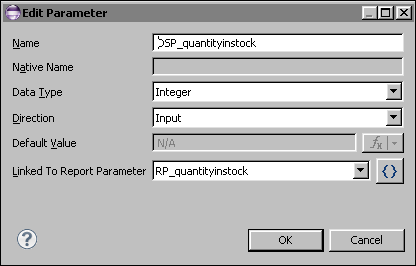 Edit Parameter
Name DSP_quantityinstock
Native Name
Data Type Integer
Direction Input
Default Value N/A fx
Linked To Report Parameter RP_quantityinstock {}
? OK Cancel